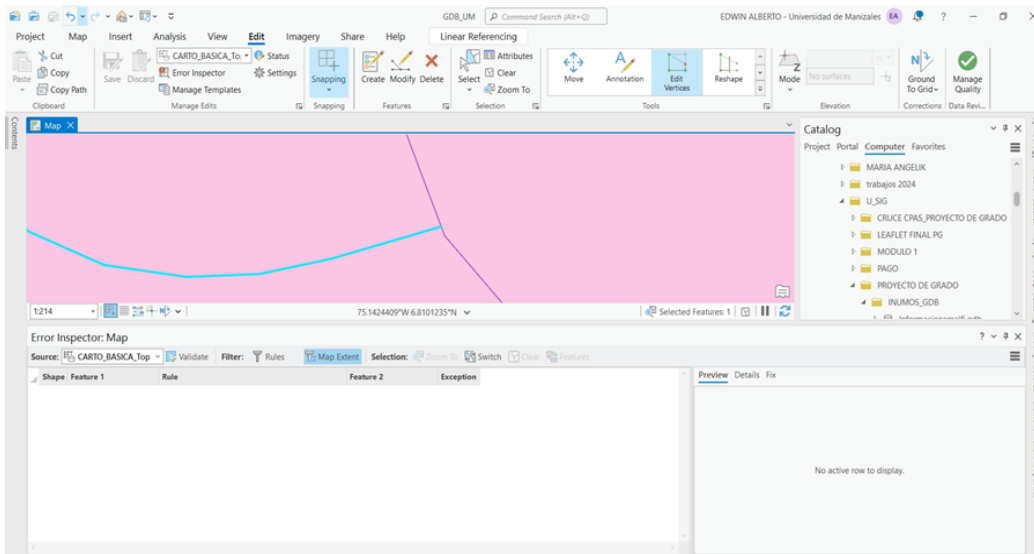 GDB_UM
Command Search (Alt+Q)
EDWIN ALBERTO - Universidad de Manizales
EA
?
Project Map Insert Analysis View Edit Imagery Share Help Linear Referencing
Paste
Cut
Copy
Copy Path
Clipboard
Save
Discard
CARTO_BASICA_To
Error Inspector
Manage Templates
Status
Settings
Manage Edits
Snapping
Snapping
Create
Modify
Delete
Features
Select
Attributes
Clear
Zoom To
Selection
Move
Annotation
Edit
Vertices
Reshape
Tools
Z
Mode
No surfaces
Elevation
Ground
To Grid
Corrections
Manage
Quality
Data Revi...
Contents
Map
1:214
75.1424409°W 6.8101235°N
Selected Features: 1
Catalog
Project Portal Computer Favorites
MARIA ANGELIK
trabajos 2024
U_SIG
CRUCE CPAS_PROYECTO DE GRADO
LEAFLET FINAL PG
MODULO 1
PAGO
PROYECTO DE GRADO
INUMOS_GDB
Error Inspector: Map
Source: CARTO_BASICA_Top Validate Filter: Rules Map Extent Selection: Zoom To Switch Clear Features
Shape Feature 1 Rule Feature 2 Exception
Preview Details Fix
No active row to display.